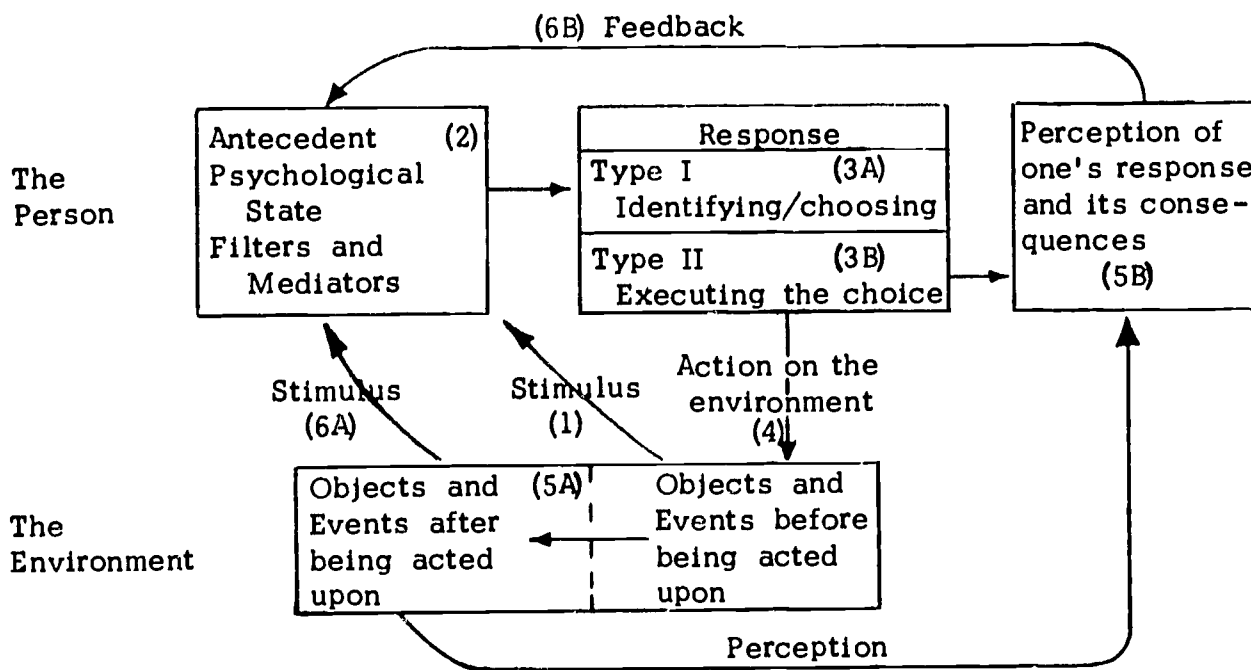 (6B) Feedback
The
Person
Antecedent (2)
Psychological
State
Filters and
Mediators
Response
Type I (3A)
Identifying/choosing
Type II (3B)
Executing the choice
Perception of
one's response
and its conse-
quences
(5B)
Stimulus
(6A)
Stimulus
(1)
Action on the
environment
(4)
The
Environment
Objects and (5A)
Events after
being acted
upon
Objects and
Events before
being acted
upon
Perception